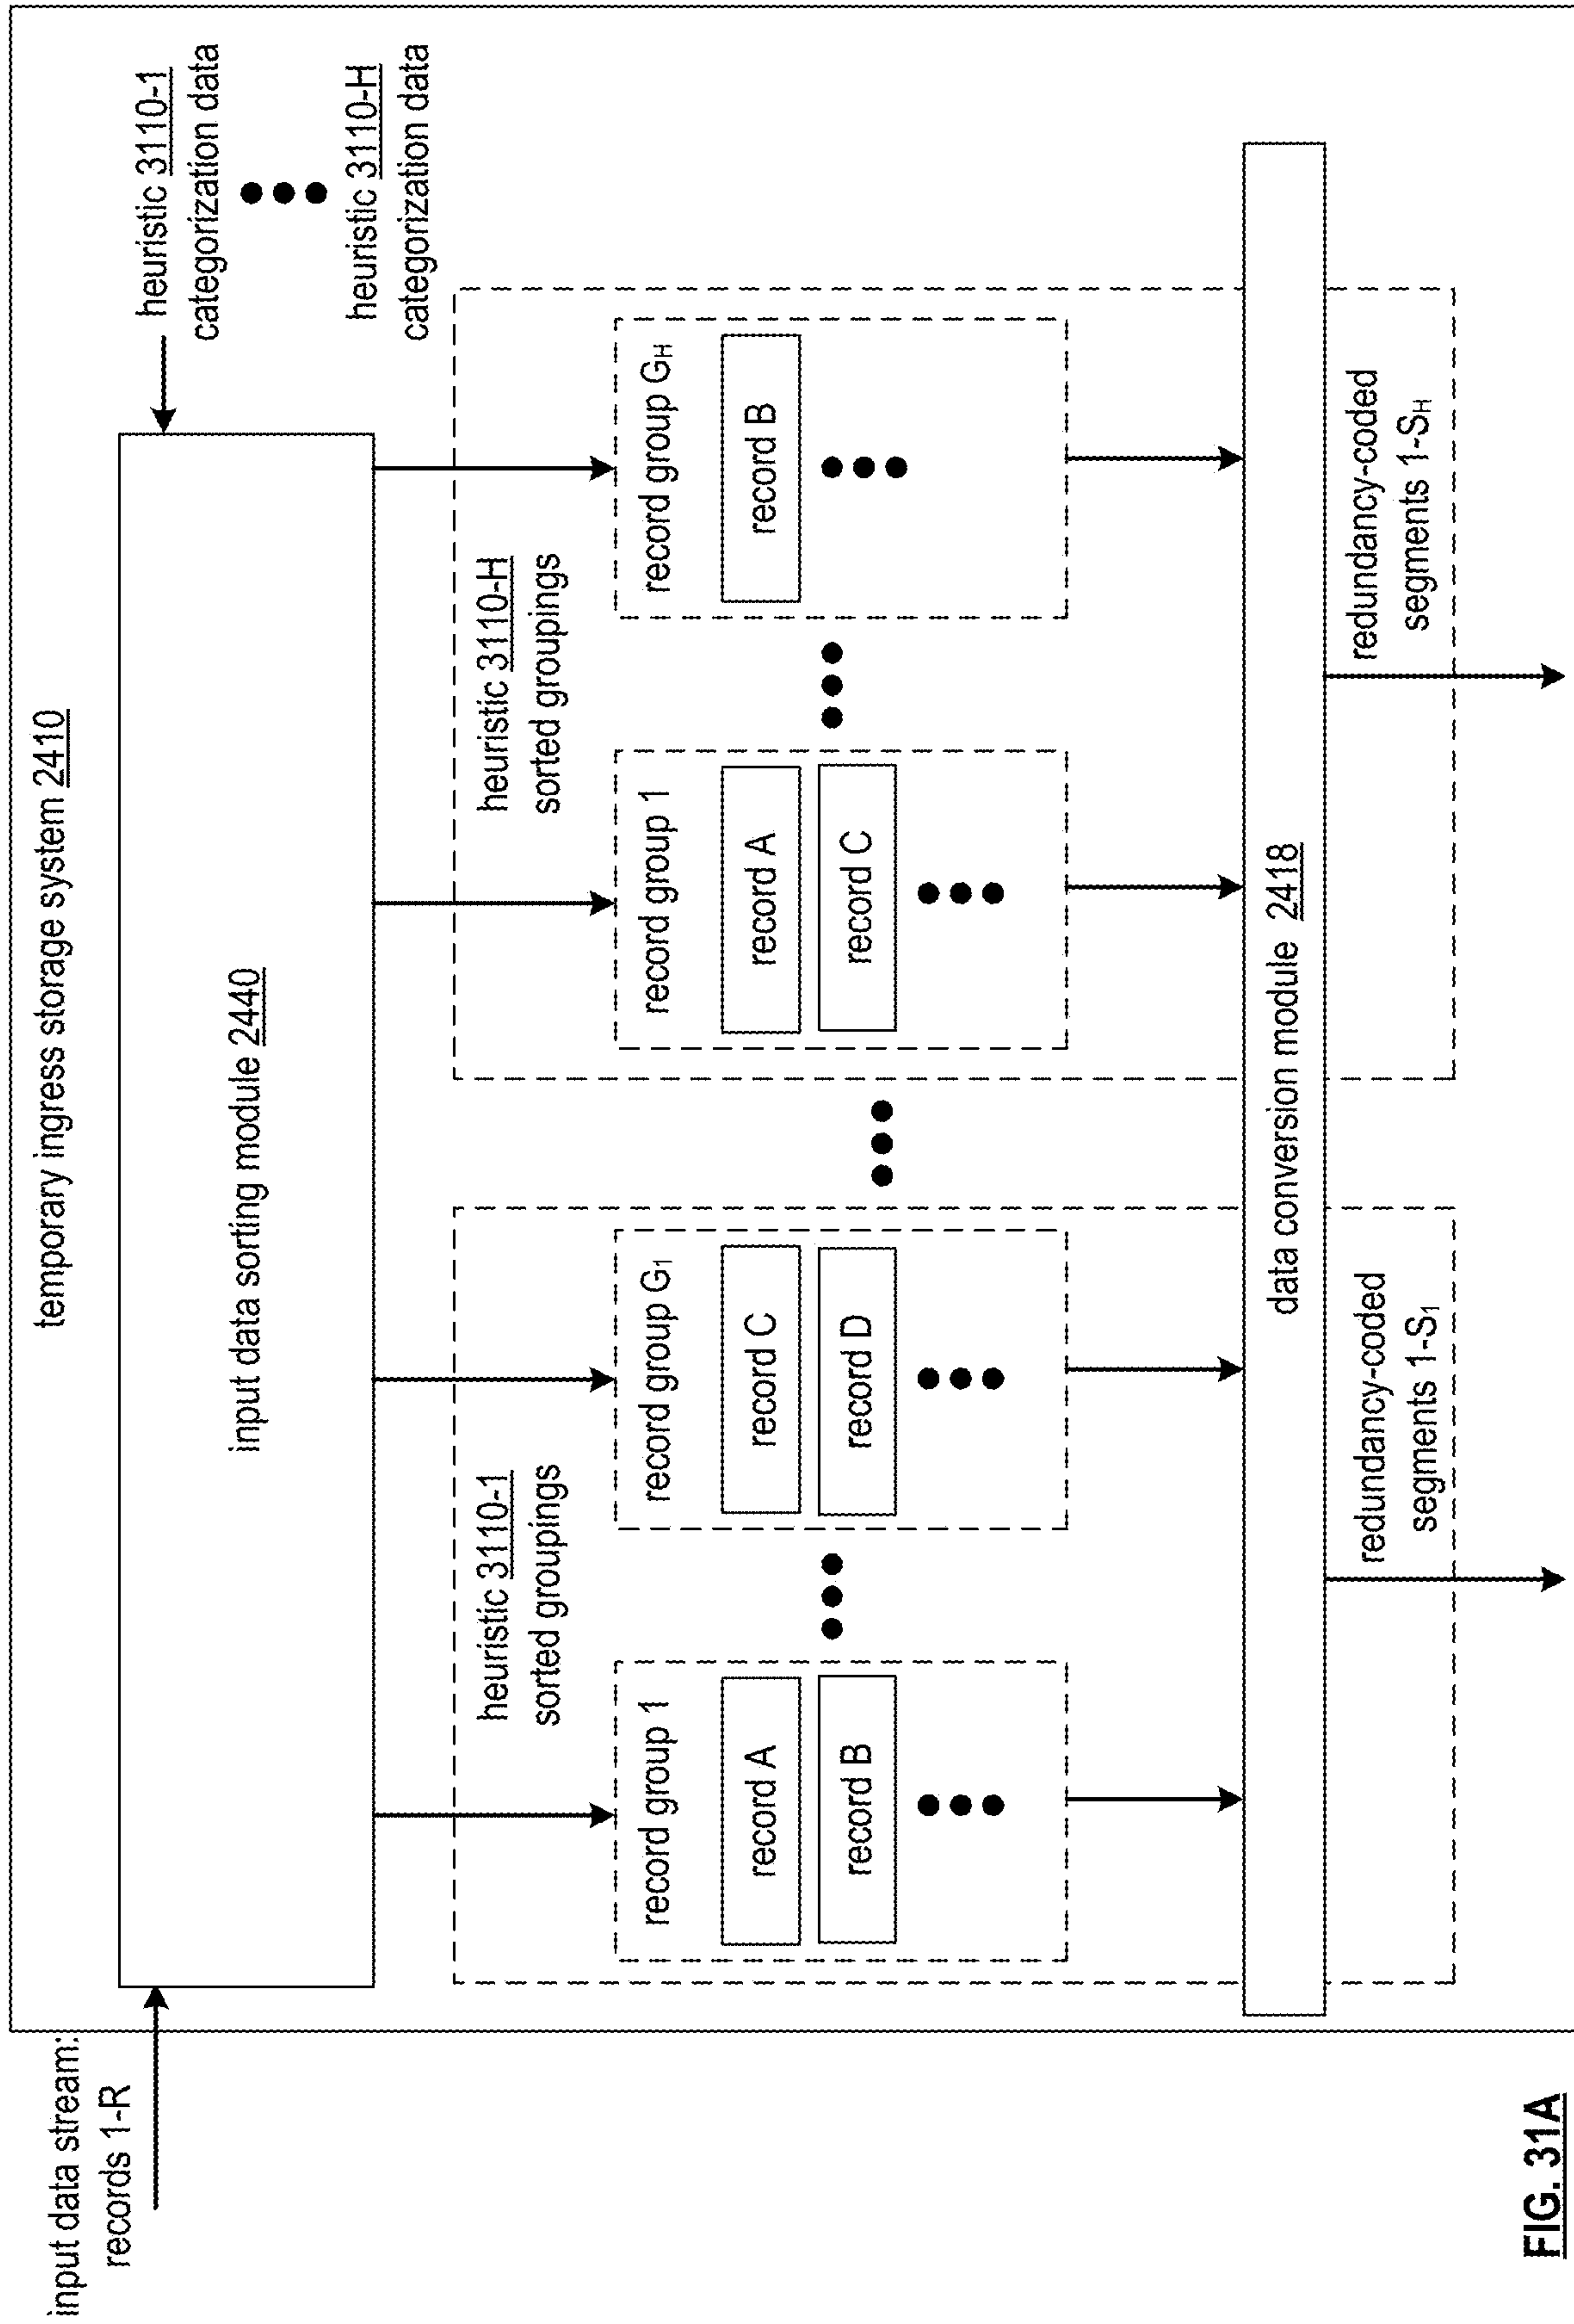 temporary ingress storage system 2410
input data stream:
records 1-R
input data sorting module 2440
heuristic 3110-1
categorization data
heuristic 3110-H
categorization data
heuristic 3110-1
sorted groupings
record group 1
record A
record B
record group G1
record C
record D
heuristic 3110-H
sorted groupings
record group 1
record A
record C
record group GH
record B
data conversion module 2418
redundancy-coded
segments 1-S1
redundancy-coded
segments 1-SH
FIG. 31A